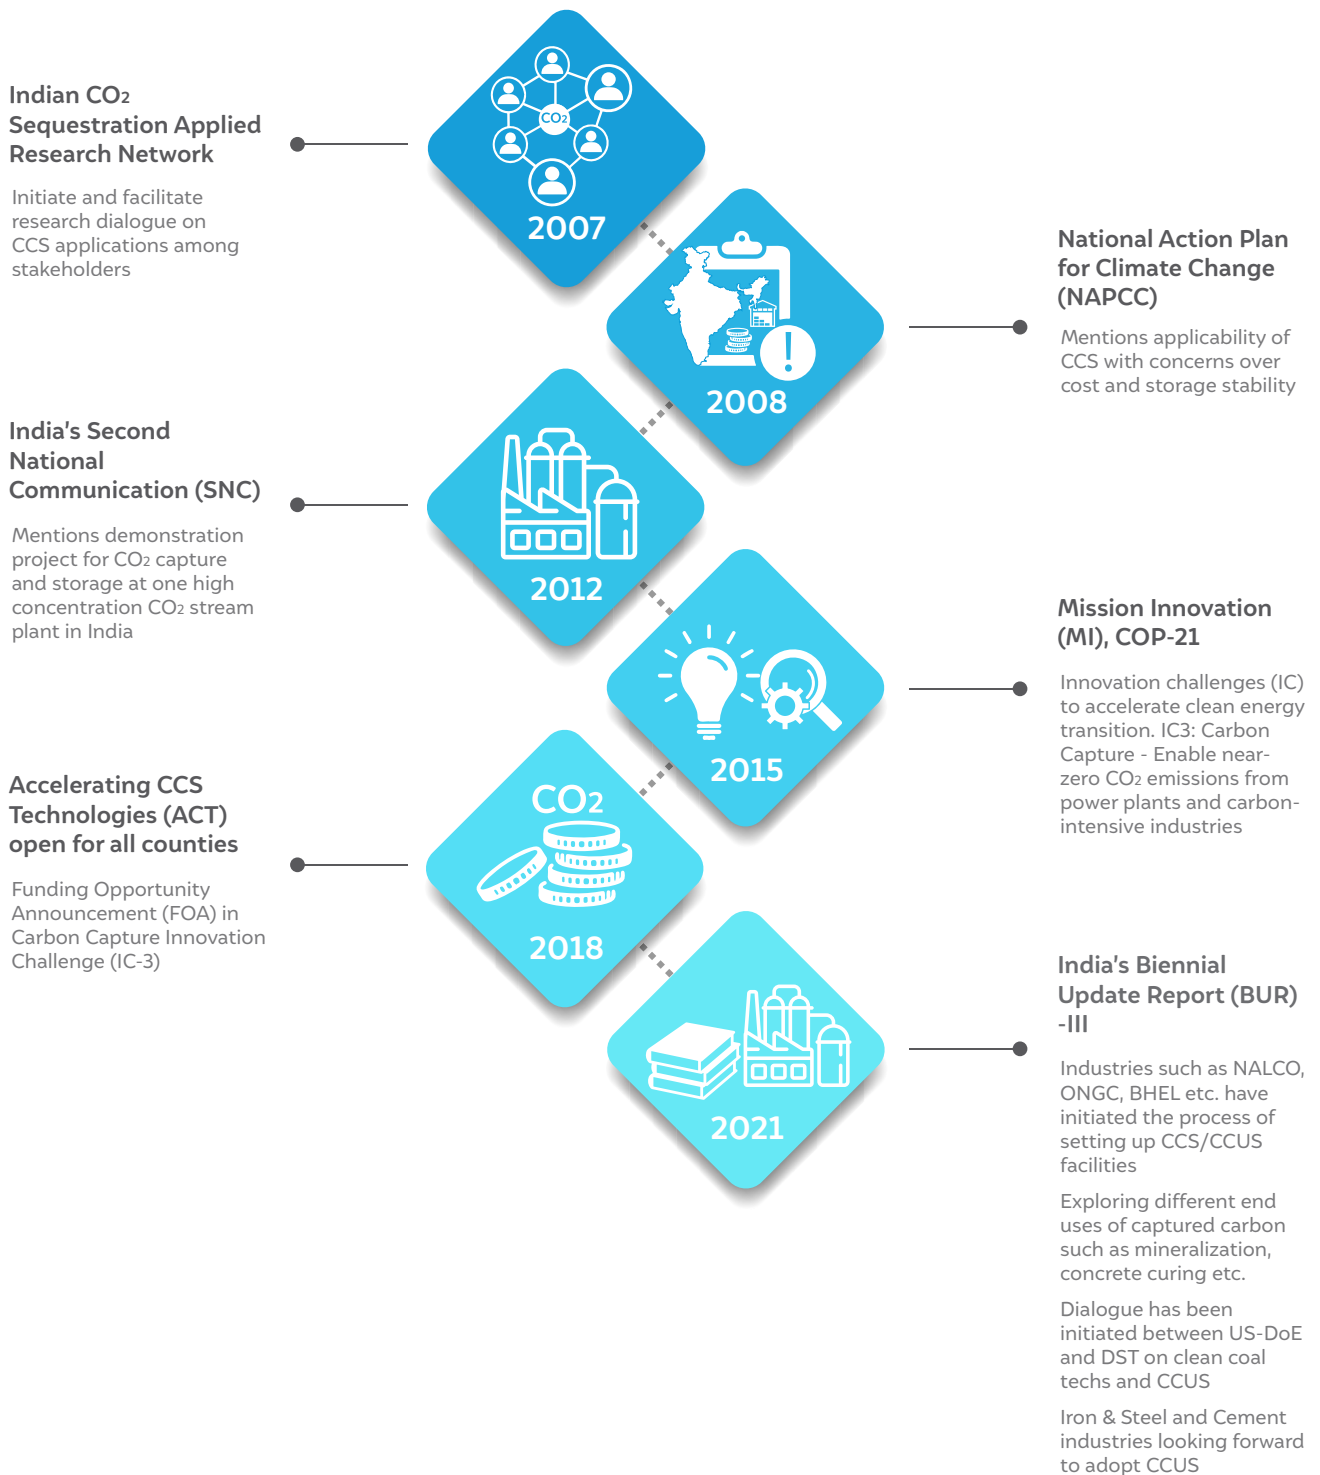 Indian CO2
Sequestration Applied
Research Network
Initiate and facilitate
research dialogue on
CCS applications among
stakeholders
CO2
2007
National Action Plan
for Climate Change
(NAPCC)
Mentions applicability of
CCS with concerns over
cost and storage stability
!
2008
India's Second
National
Communication (SNC)
Mentions demonstration
project for CO2 capture
and storage at one high
concentration CO2 stream
plant in India
2012
Mission Innovation
(MI), COP-21
Innovation challenges (IC)
to accelerate clean energy
transition. IC3: Carbon
Capture - Enable near-
zero CO2 emissions from
power plants and carbon-
intensive industries
2015
Accelerating CCS
Technologies (ACT)
open for all counties
Funding Opportunity
Announcement (FOA) in
Carbon Capture Innovation
Challenge (IC-3)
CO2
2018
India's Biennial
Update Report (BUR)
-III
Industries such as NALCO,
ONGC, BHEL etc. have
initiated the process of
setting up CCS/CCUS
facilities
Exploring different end
uses of captured carbon
such as mineralization,
concrete curing etc.
Dialogue has been
initiated between US-DoE
and DST on clean coal
techs and CCUS
Iron & Steel and Cement
industries looking forward
to adopt CCUS
2021